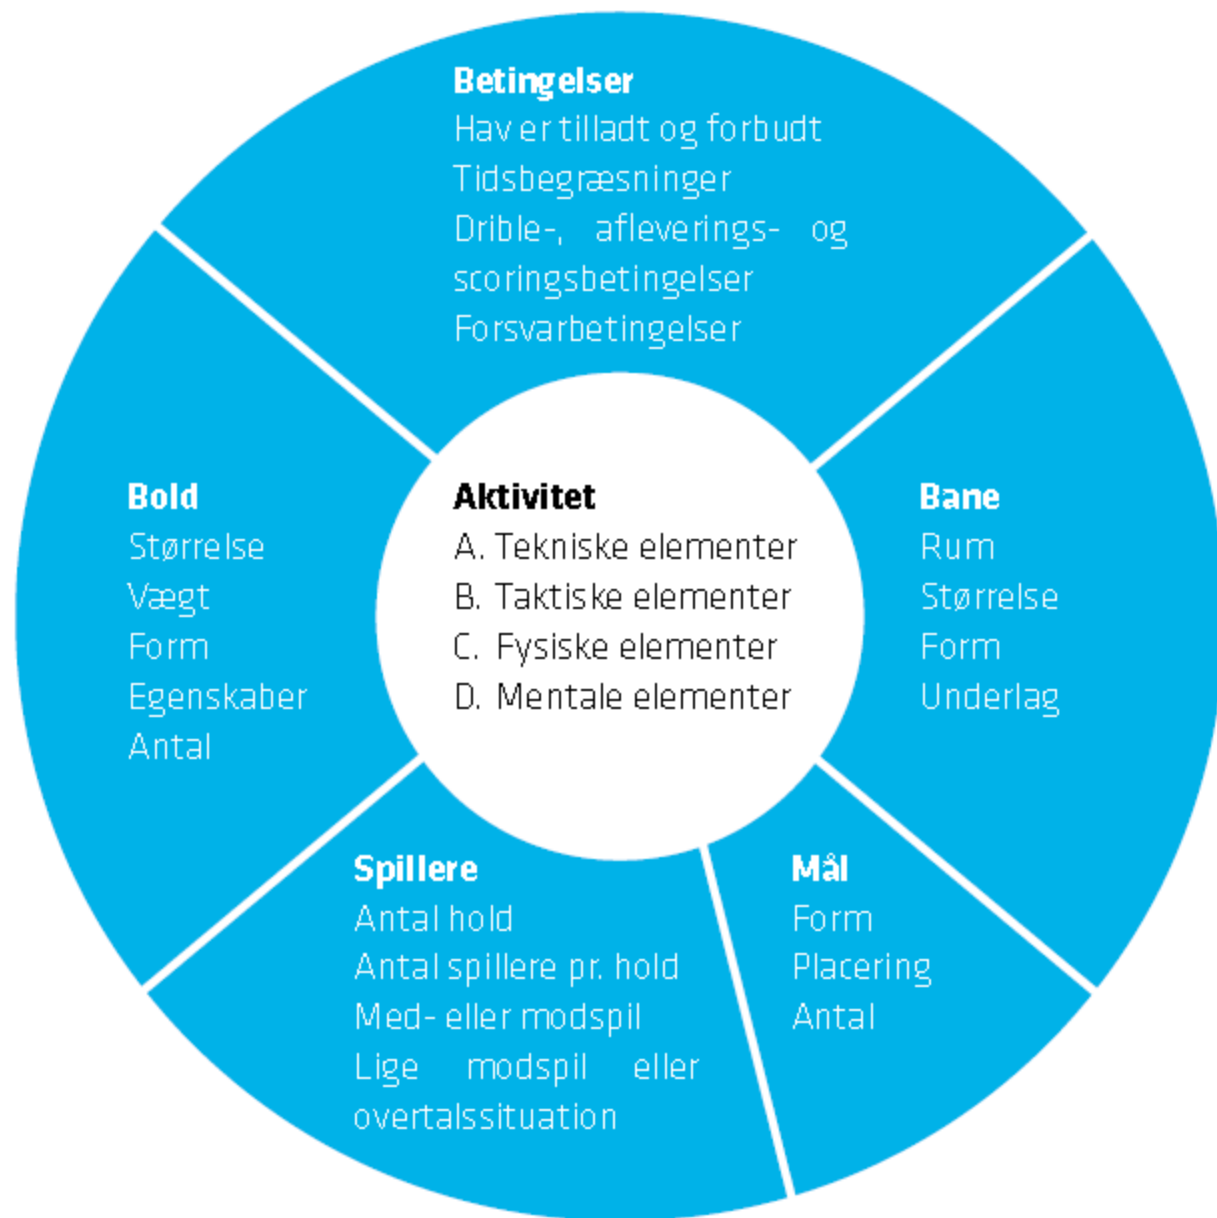 Betingelser
Hav er tilladt og forbudt
Tidsbegræsninger
Drible-, afleverings- og
scoringsbetingelser
Forsvarbetingelser
Bold
Størrelse
Vægt
Form
Egenskaber
Antal
Aktivitet
A. Tekniske elementer
B. Taktiske elementer
C. Fysiske elementer
D. Mentale elementer
Bane
Rum
Størrelse
Form
Underlag
Spillere
Antal hold
Antal spillere pr. hold
Med- eller modspil
Lige modspil eller
overtalssituation
Mål
Form
Placering
Antal